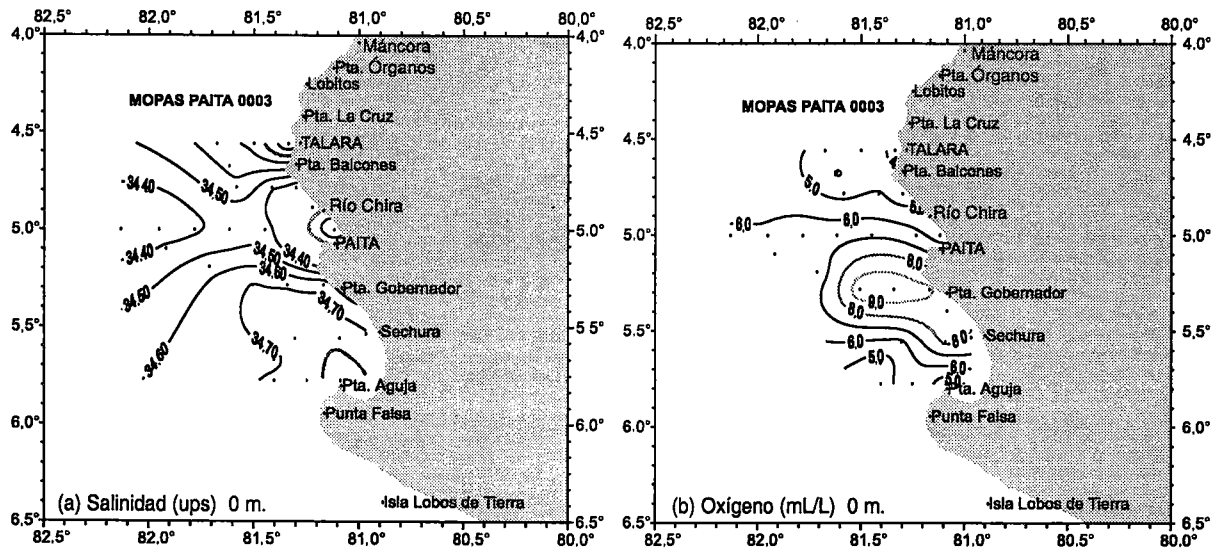 82,5° 82,0° 81,5° 81,0° 80,5° 80,0°
4.0° 4.0°
Máncora
Pta. Órganos
Lobitos
MOPAS PAITA 0003
Pta. La Cruz
4.5° 4.5°
TALARA
Pta. Balcones
34.40 34.50
Río Chira
5.0° 5.0°
PAITA
34.40 34.40
34.50
34.60
34.50
Pta. Gobernador
34.70
5.5° 5.5°
Sechura
34.60 34.70
Pta. Aguja
6.0° 6.0°
Punta Falsa
Isla Lobos de Tierra
(a) Salinidad (ups) 0 m.
6.5° 6.5°
82,5° 82,0° 81,5° 81,0° 80,5° 80,0°
82,5° 82,0° 81,5° 81,0° 80,5° 80,0°
4.0° 4.0°
Máncora
Pta. Órganos
Lobitos
MOPAS PAITA 0003
Pta. La Cruz
4.5° 4.5°
TALARA
Pta. Balcones
5,0
Río Chira
6,0 6,0
5.0° 5.0°
PAITA
8,0
9,0
Pta. Gobernador
8,0
5.5° 5.5°
8,0
Sechura
6,0
5,0 6,0
5,0
Pta. Aguja
Punta Falsa
6.0° 6.0°
Isla Lobos de Tierra
(b) Oxígeno (mL/L) 0 m.
6.5° 6.5°
82,5° 82,0° 81,5° 81,0° 80,5° 80,0°